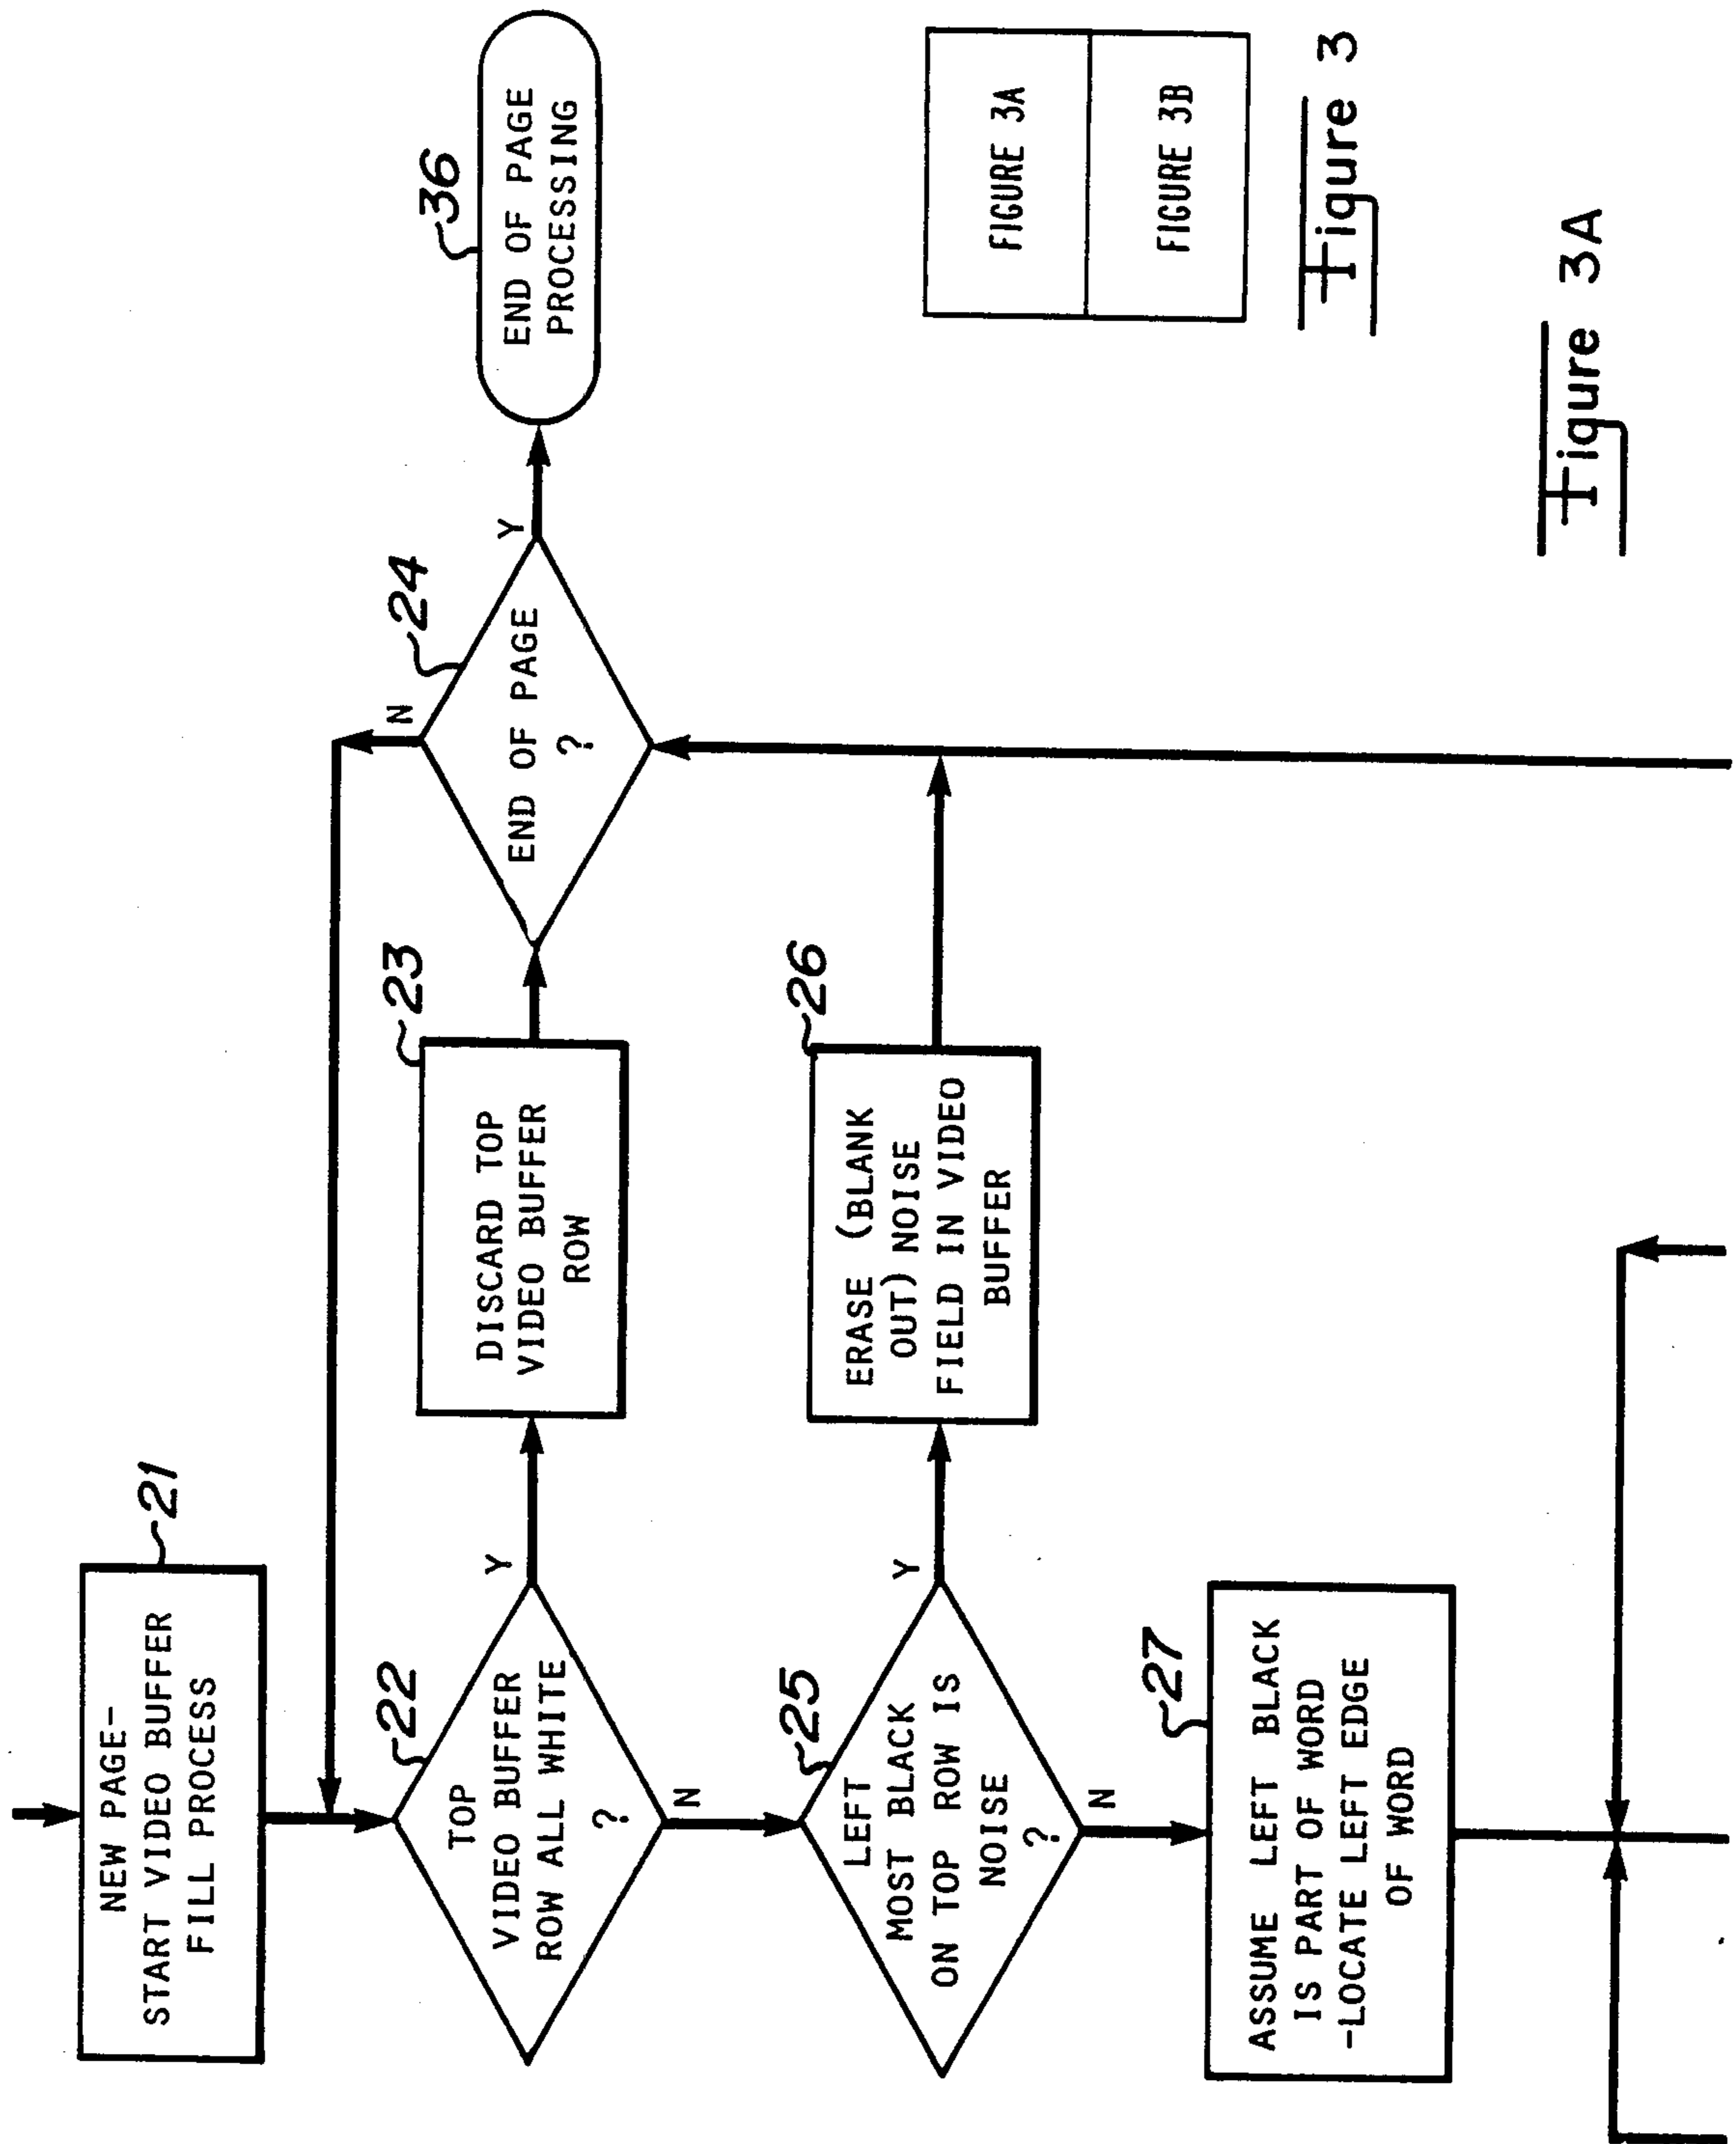 NEW PAGE-
START VIDEO BUFFER
FILL PROCESS
21
22
TOP
VIDEO BUFFER
ROW ALL WHITE
?
Y
N
23
DISCARD TOP
VIDEO BUFFER
ROW
24
END OF PAGE
?
N
Y
36
END OF PAGE
PROCESSING
25
LEFT
MOST BLACK
ON TOP ROW IS
NOISE
?
Y
N
26
ERASE (BLANK
OUT) NOISE
FIELD IN VIDEO
BUFFER
27
ASSUME LEFT BLACK
IS PART OF WORD
-LOCATE LEFT EDGE
OF WORD
FIGURE 3A
FIGURE 3B
Figure 3
Figure 3A